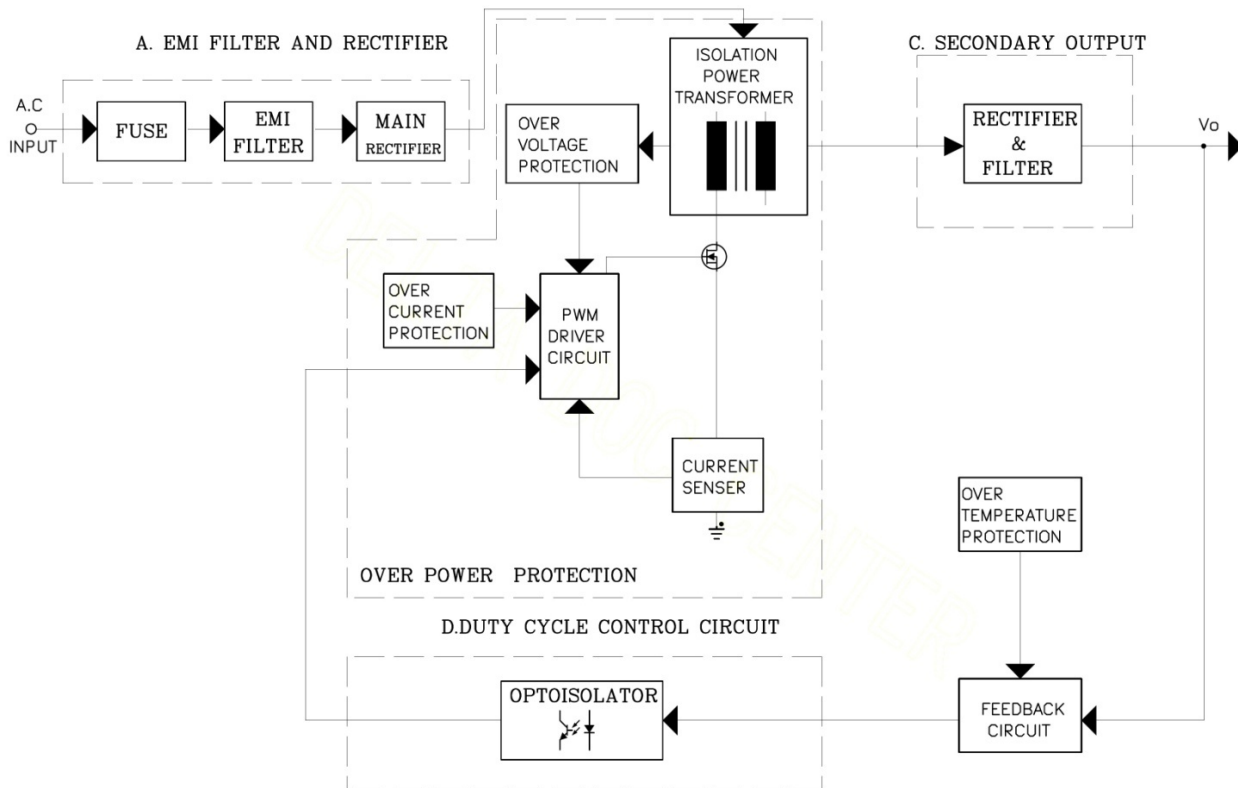 A. EMI FILTER AND RECTIFIER
A.C
INPUT
FUSE
EMI
FILTER
MAIN
RECTIFIER
OVER
VOLTAGE
PROTECTION
ISOLATION
POWER
TRANSFORMER
C. SECONDARY OUTPUT
RECTIFIER
&
FILTER
Vo
OVER
CURRENT
PROTECTION
PWM
DRIVER
CIRCUIT
CURRENT
SENSER
OVER
TEMPERATURE
PROTECTION
OVER POWER PROTECTION
D.DUTY CYCLE CONTROL CIRCUIT
OPTOISOLATOR
FEEDBACK
CIRCUIT